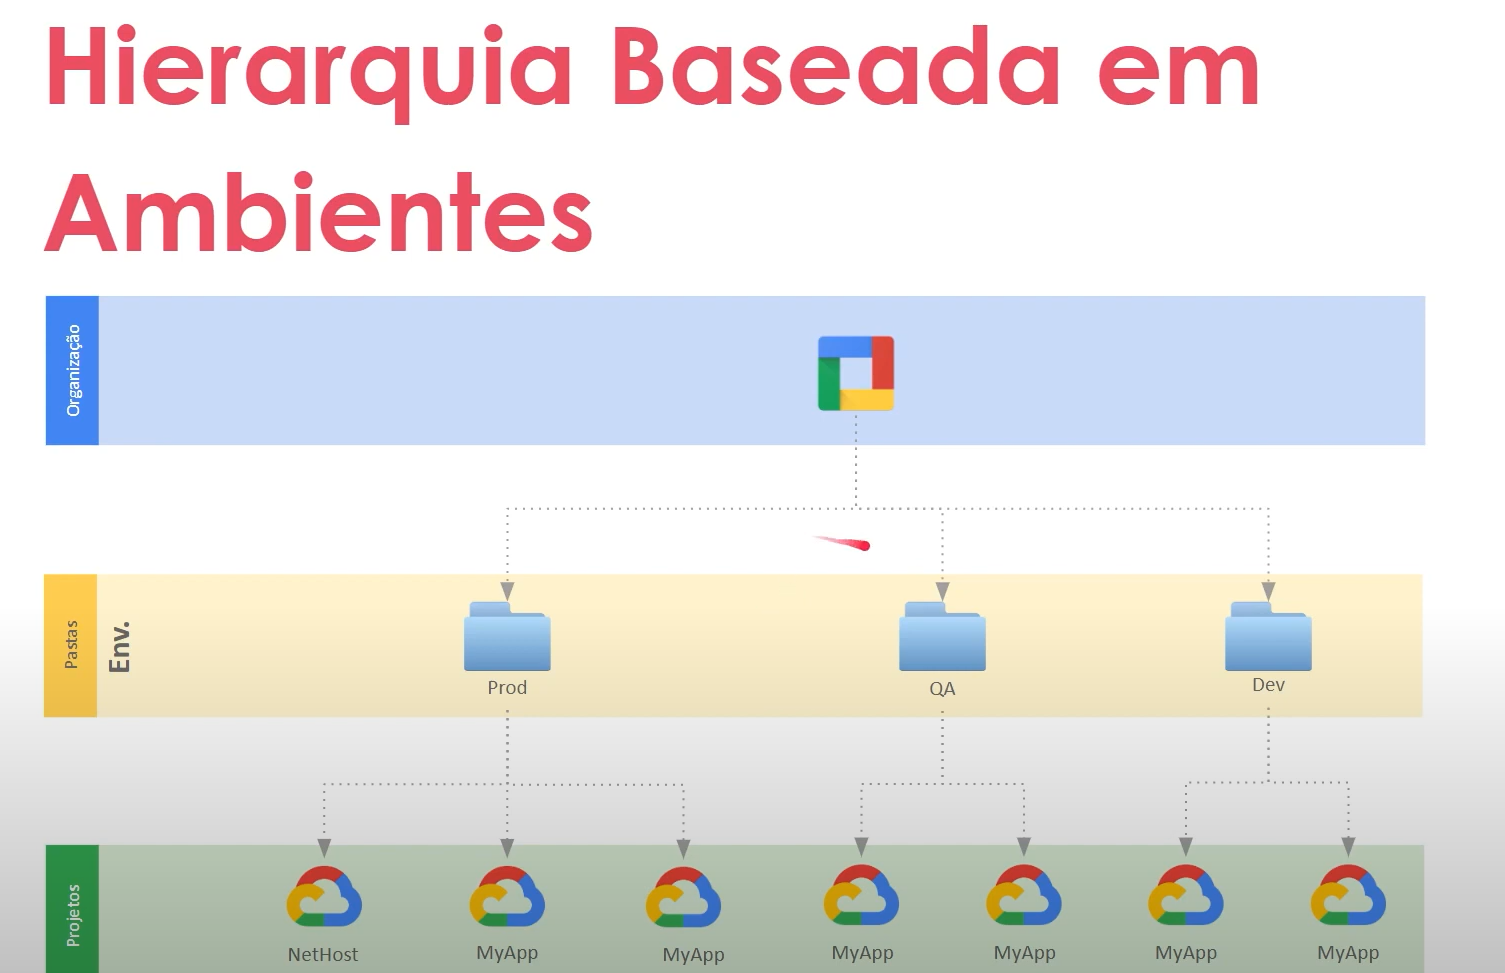 Hierarquia Baseada em
Ambientes
Organização
Pastas
Env.
Prod
QA
Dev
Projetos
NetHost
MyApp
MyApp
MyApp
MyApp
MyApp
MyApp